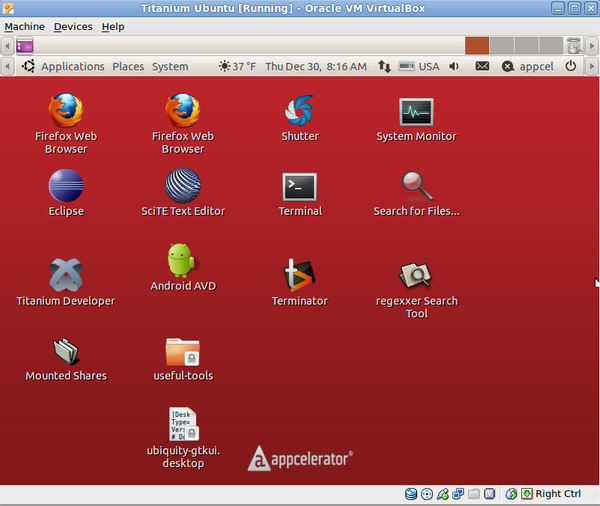 Titanium Ubuntu [Running] - Oracle VM VirtualBox
Machine Devices Help
Applications Places System 37 °F Thu Dec 30, 8:16 AM USA appcel
Firefox Web
Browser
Firefox Web
Browser
Shutter
System Monitor
Eclipse
SciTE Text Editor
Terminal
Search for Files...
Titanium Developer
Android AVD
Terminator
regexxer Search
Tool
Mounted Shares
useful-tools
[Desk
Type=
Vers
# De
ubiquity-gtkui.
desktop
appcelerator®
Right Ctrl